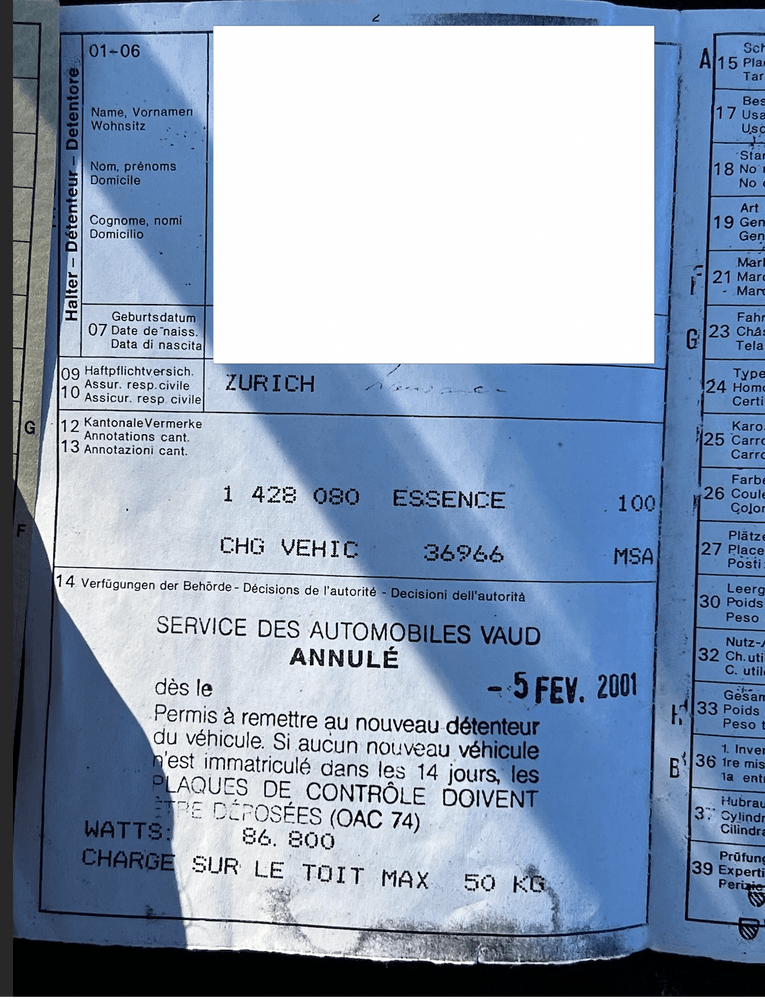 01-06
Halter – Détenteur – Detentore
Name, Vornamen
Wohnsitz
Nom, prénoms
Domicile
Cognome, nomi
Domicilio
Geburtsdatum
07 Date de naiss.
Data di nascita
09 Haftpflichtversich.
Assur. resp. civile
10 Assicur. resp. civile
ZURICH
12 Kantonale Vermerke
Annotations cant.
13 Annotazioni cant.
1 428 080 ESSENCE 100
CHG VEHIC 36966 MSA
14 Verfügungen der Behörde - Décisions de l'autorité - Decisioni dell'autorità
SERVICE DES AUTOMOBILES VAUD
ANNULÉ
dès le - 5 FEV. 2001
Permis à remettre au nouveau détenteur
du véhicule. Si aucun nouveau véhicule
n'est immatriculé dans les 14 jours, les
PLAQUES DE CONTRÔLE DOIVENT
ÊTRE DÉPOSÉES (OAC 74)
WATTS: 86. 800
CHARGE SUR LE TOIT MAX 50 KG
G
F
A
15
17
18
19
F
21
G
23
24
25
26
27
30
32
33
B
36
39